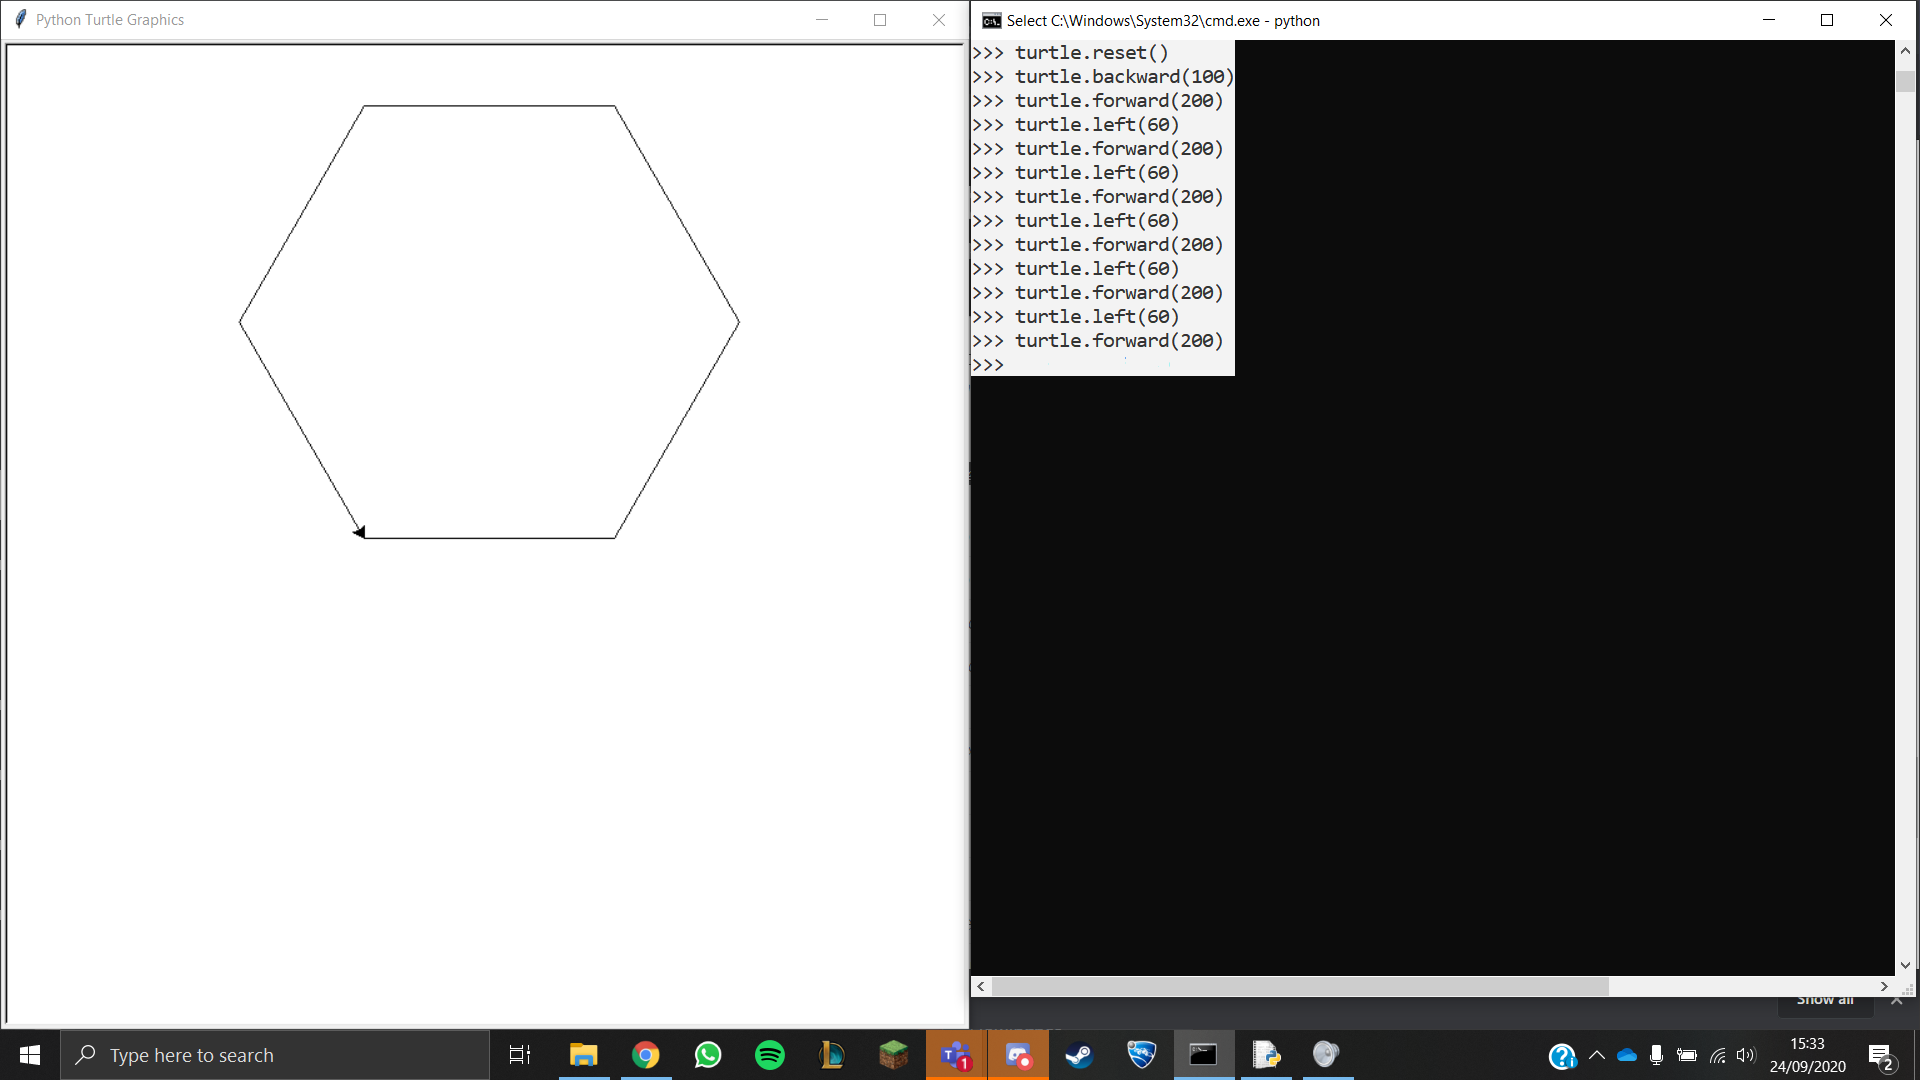 Python Turtle Graphics
Select C:\Windows\System32\cmd.exe - python
>>> turtle.reset()
>>> turtle.backward(100)
>>> turtle.forward(200)
>>> turtle.left(60)
>>> turtle.forward(200)
>>> turtle.left(60)
>>> turtle.forward(200)
>>> turtle.left(60)
>>> turtle.forward(200)
>>> turtle.left(60)
>>> turtle.forward(200)
>>> turtle.left(60)
>>> turtle.forward(200)
>>>
Show all
Type here to search
1
15:33
24/09/2020
2